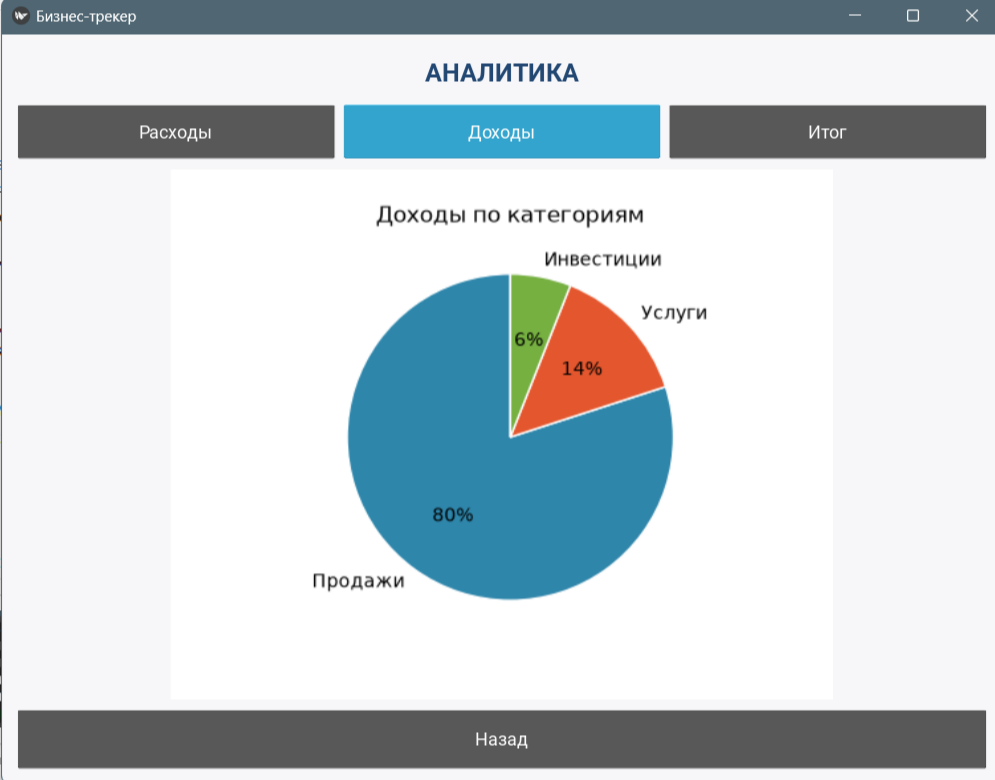 Бизнес-трекер
АНАЛИТИКА
Расходы
Доходы
Итог
Доходы по категориям
Инвестиции
Услуги
6%
14%
80%
Продажи
Назад